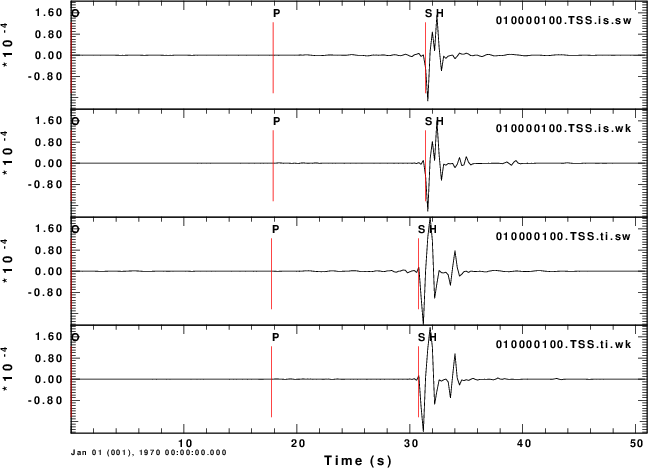 O P S H 010000100.TSS.is.sw
1.60
0.80
0.00
-0.80
*10 -4
O P S H 010000100.TSS.is.wk
1.60
0.80
0.00
-0.80
*10 -4
O P S H 010000100.TSS.ti.sw
1.60
0.80
0.00
-0.80
*10 -4
O P S H 010000100.TSS.ti.wk
1.60
0.80
0.00
-0.80
*10 -4
10 20 30 40 50
Jan 01 (001), 1970 00:00:00.000
Time (s)